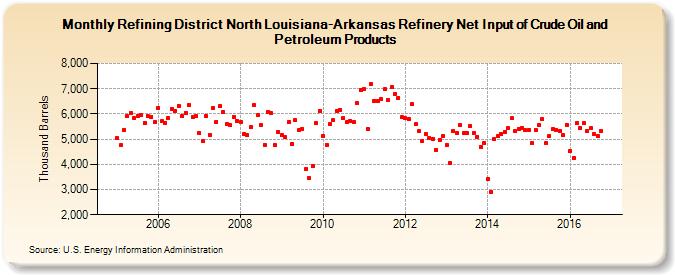 Monthly Refining District North Louisiana-Arkansas Refinery Net Input of Crude Oil and
Petroleum Products
Thousand Barrels
8,000
7,000
6,000
5,000
4,000
3,000
2,000
2006 2008 2010 2012 2014 2016
Source: U.S. Energy Information Administration